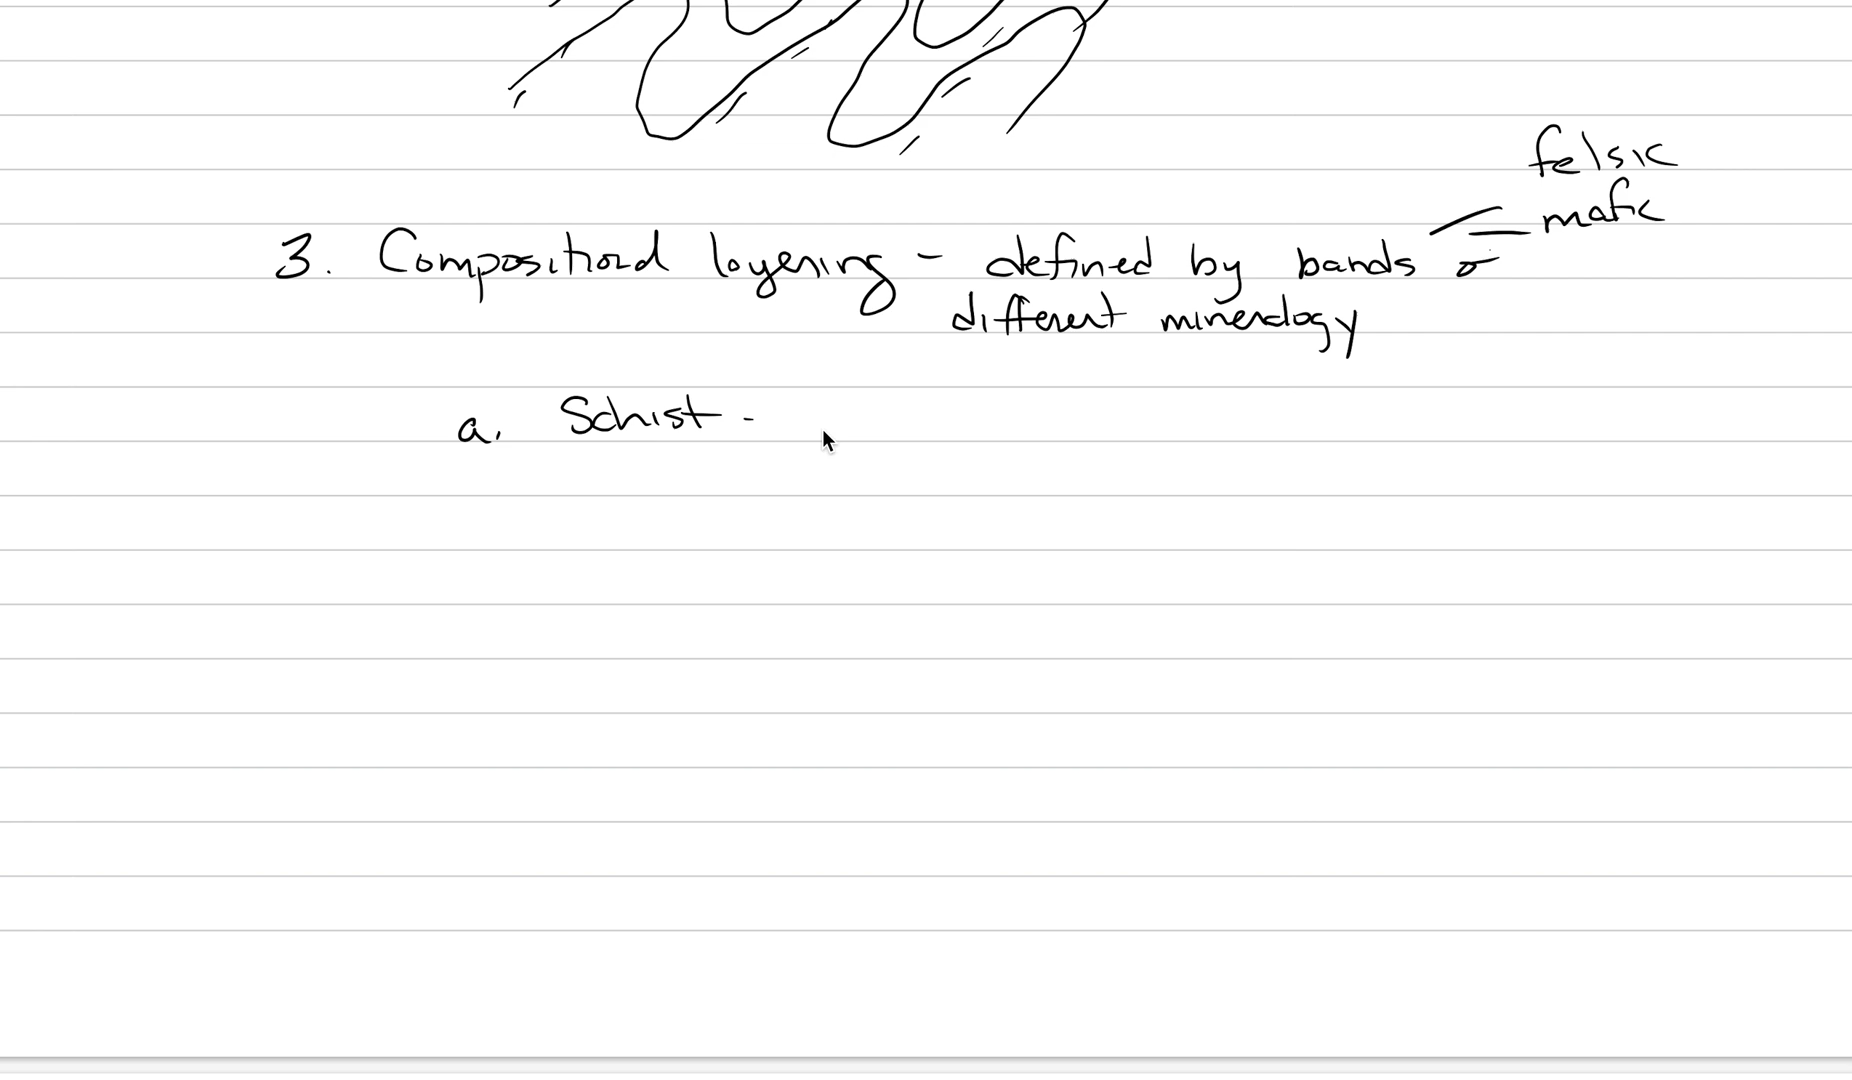 felsic
mafic
3. Compositional layering - defined by bands of
different mineralogy
a. Schist -